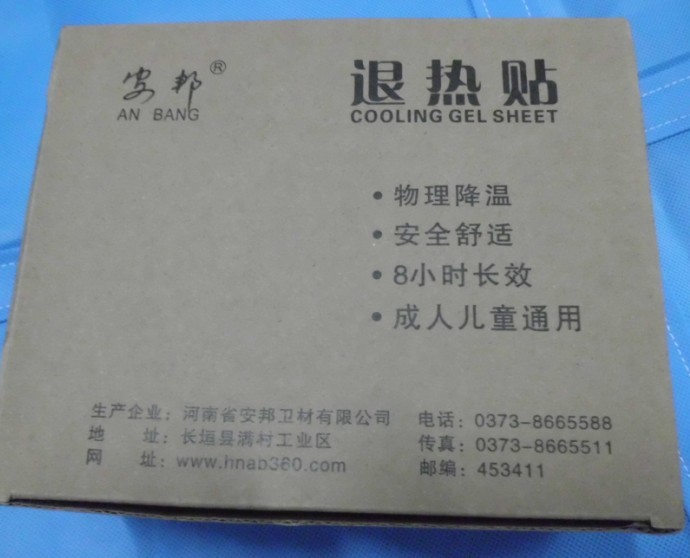 安邦®
AN BANG
退热贴
COOLING GEL SHEET
• 物理降温
• 安全舒适
• 8小时长效
• 成人儿童通用
生产企业：河南省安邦卫材有限公司
地 址：长垣县满村工业区
网 址：www.hnab360.com
电话：0373-8665588
传真：0373-8665511
邮编：453411